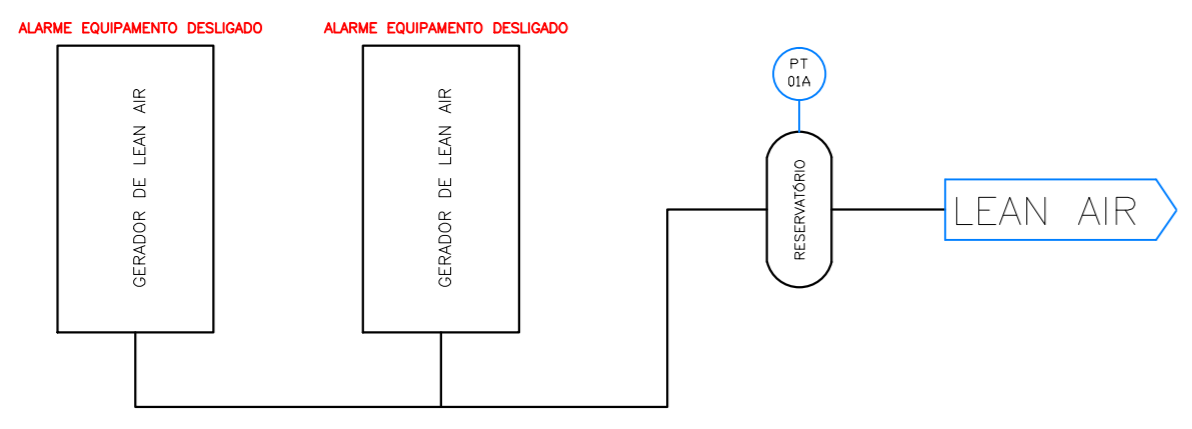 ALARME EQUIPAMENTO DESLIGADO
ALARME EQUIPAMENTO DESLIGADO
GERADOR DE LEAN AIR
GERADOR DE LEAN AIR
PT
01A
RESERVATÓRIO
LEAN AIR